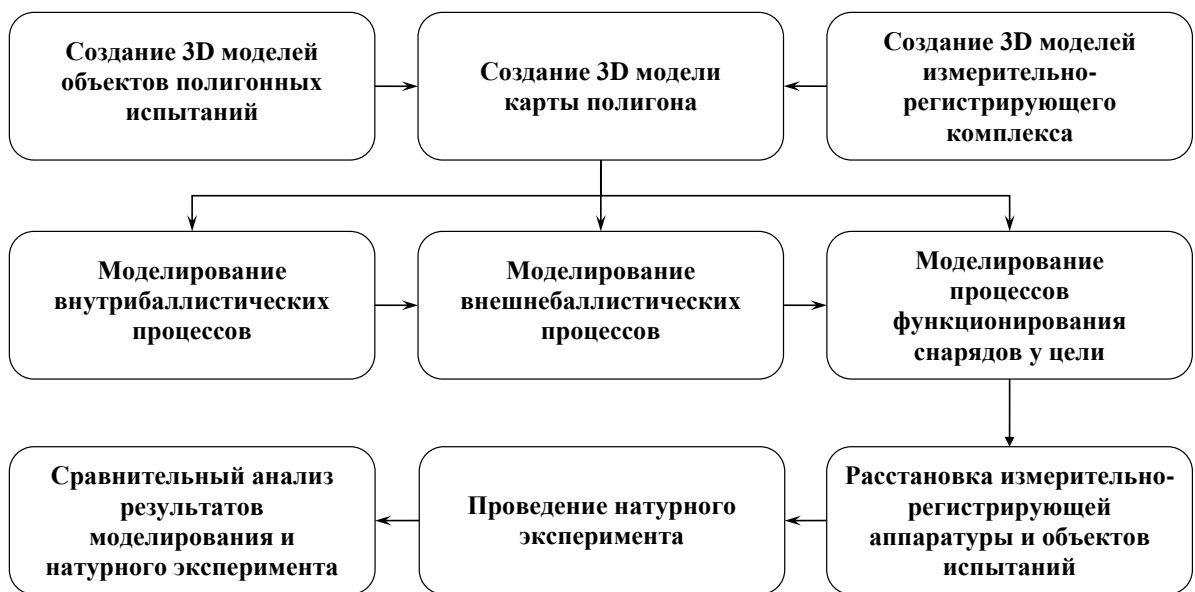 Создание 3D моделей
объектов полигонных
испытаний
Создание 3D модели
карты полигона
Создание 3D моделей
измерительно-
регистрирующего
комплекса
Моделирование
внутрибаллистических
процессов
Моделирование
внешнебаллистических
процессов
Моделирование
процессов
функционирования
снарядов у цели
Сравнительный анализ
результатов
моделирования и
натурного эксперимента
Проведение натурного
эксперимента
Расстановка измерительно-
регистрирующей
аппаратуры и объектов
испытаний